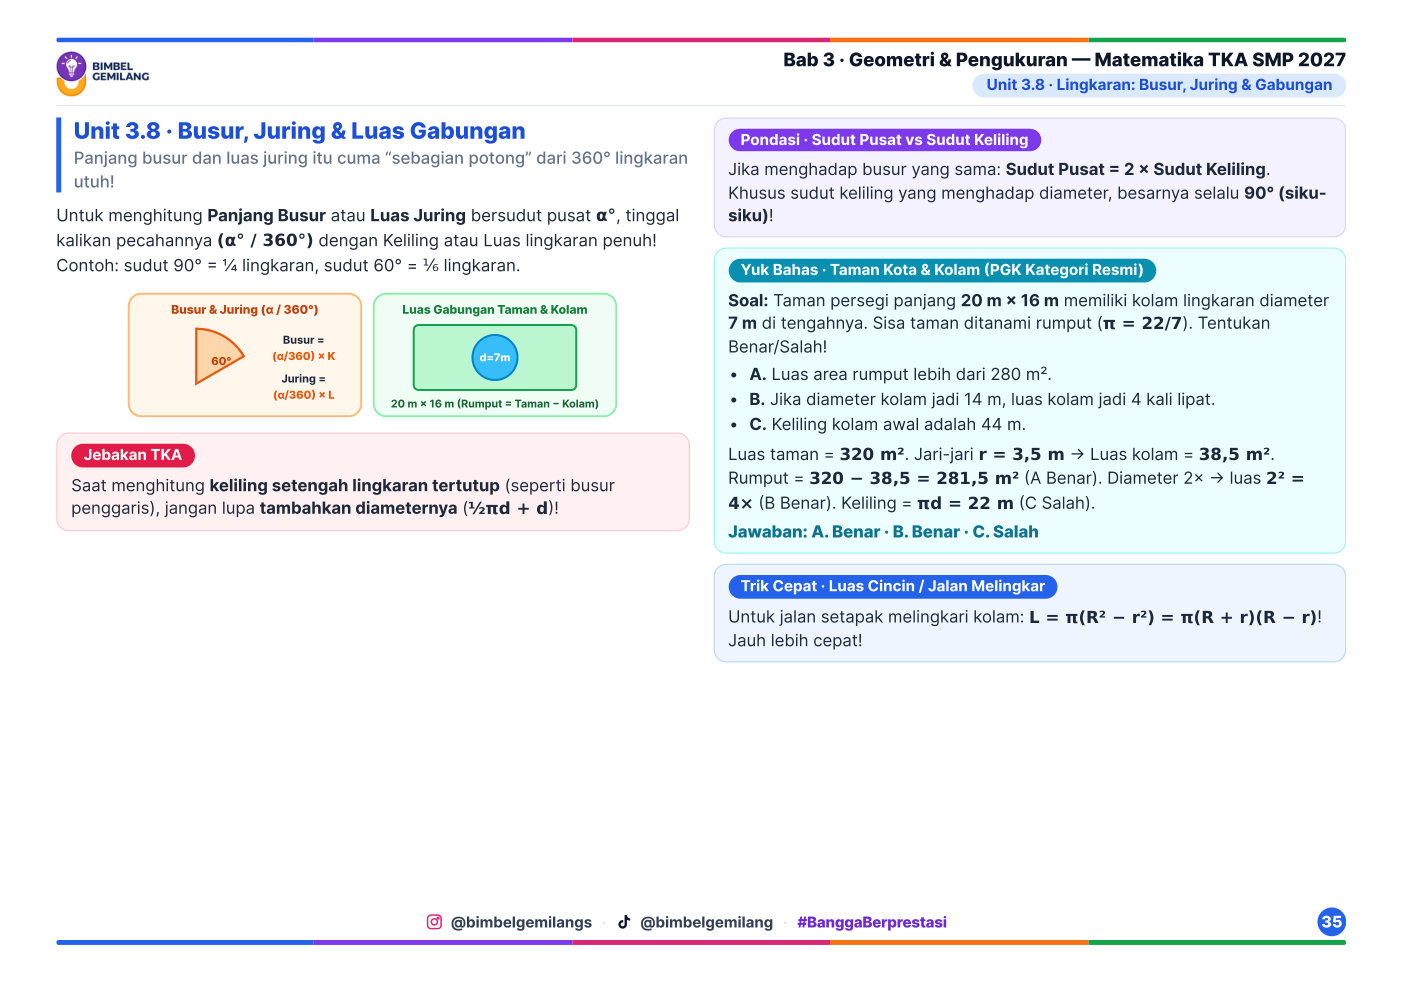 BIMBEL
GEMILANG
Bab 3 · Geometri & Pengukuran — Matematika TKA SMP 2027
Unit 3.8 · Lingkaran: Busur, Juring & Gabungan
Unit 3.8 · Busur, Juring & Luas Gabungan
Panjang busur dan luas juring itu cuma “sebagian potong” dari 360° lingkaran
utuh!
Untuk menghitung Panjang Busur atau Luas Juring bersudut pusat α°, tinggal
kalikan pecahannya (α° / 360°) dengan Keliling atau Luas lingkaran penuh!
Contoh: sudut 90° = ¼ lingkaran, sudut 60° = ⅙ lingkaran.
Busur & Juring (α / 360°)
60°
Busur =
(α/360) × K
Juring =
(α/360) × L
Luas Gabungan Taman & Kolam
d=7m
20 m × 16 m (Rumput = Taman − Kolam)
Jebakan TKA
Saat menghitung keliling setengah lingkaran tertutup (seperti busur
penggaris), jangan lupa tambahkan diameternya (½πd + d)!
Pondasi · Sudut Pusat vs Sudut Keliling
Jika menghadap busur yang sama: Sudut Pusat = 2 × Sudut Keliling.
Khusus sudut keliling yang menghadap diameter, besarnya selalu 90° (siku-
siku)!
Yuk Bahas · Taman Kota & Kolam (PGK Kategori Resmi)
Soal: Taman persegi panjang 20 m × 16 m memiliki kolam lingkaran diameter
7 m di tengahnya. Sisa taman ditanami rumput (π = 22/7). Tentukan
Benar/Salah!
• A. Luas area rumput lebih dari 280 m².
• B. Jika diameter kolam jadi 14 m, luas kolam jadi 4 kali lipat.
• C. Keliling kolam awal adalah 44 m.
Luas taman = 320 m². Jari-jari r = 3,5 m → Luas kolam = 38,5 m².
Rumput = 320 − 38,5 = 281,5 m² (A Benar). Diameter 2× → luas 2² =
4× (B Benar). Keliling = πd = 22 m (C Salah).
Jawaban: A. Benar · B. Benar · C. Salah
Trik Cepat · Luas Cincin / Jalan Melingkar
Untuk jalan setapak melingkari kolam: L = π(R² − r²) = π(R + r)(R − r)!
Jauh lebih cepat!
@bimbelgemilangs · @bimbelgemilang · #BanggaBerprestasi
35